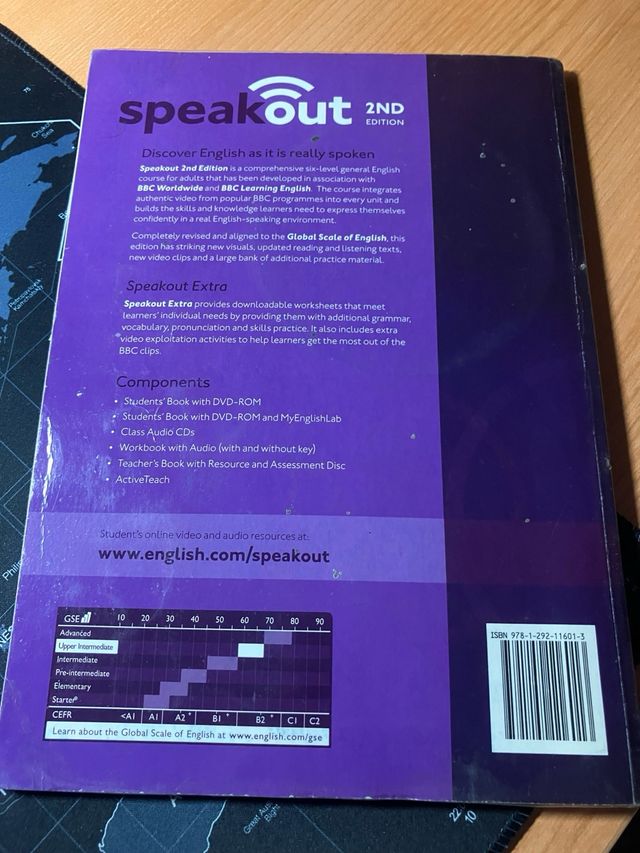 speakout 2ND
EDITION
Discover English as it is really spoken
Speakout 2nd Edition is a comprehensive six-level general English
course for adults that has been developed in association with
BBC Worldwide and BBC Learning English. The course integrates
authentic video from popular BBC programmes into every unit and
builds the skills and knowledge learners need to express themselves
confidently in a real English-speaking environment.
Completely revised and aligned to the Global Scale of English, this
edition has striking new visuals, updated reading and listening texts,
new video clips and a large bank of additional practice material.
Speakout Extra
Speakout Extra provides downloadable worksheets that meet
learners' individual needs by providing them with additional grammar,
vocabulary, pronunciation and skills practice. It also includes extra
video exploitation activities to help learners get the most out of the
BBC clips.
Components
• Students' Book with DVD-ROM
• Students' Book with DVD-ROM and MyEnglishLab
• Class Audio CDs
• Workbook with Audio (with and without key)
• Teacher's Book with Resource and Assessment Disc
• ActiveTeach
Student's online video and audio resources at:
www.english.com/speakout
GSE 10 20 30 40 50 60 70 80 90
Advanced
Upper Intermediate
Intermediate
Pre-intermediate
Elementary
Starter
CEFR <A1 A1 A2+ B1+ B2+ C1 C2
Learn about the Global Scale of English at www.english.com/gse
ISBN 978-1-292-11601-3
75
Sea
Great
Bight
22
10